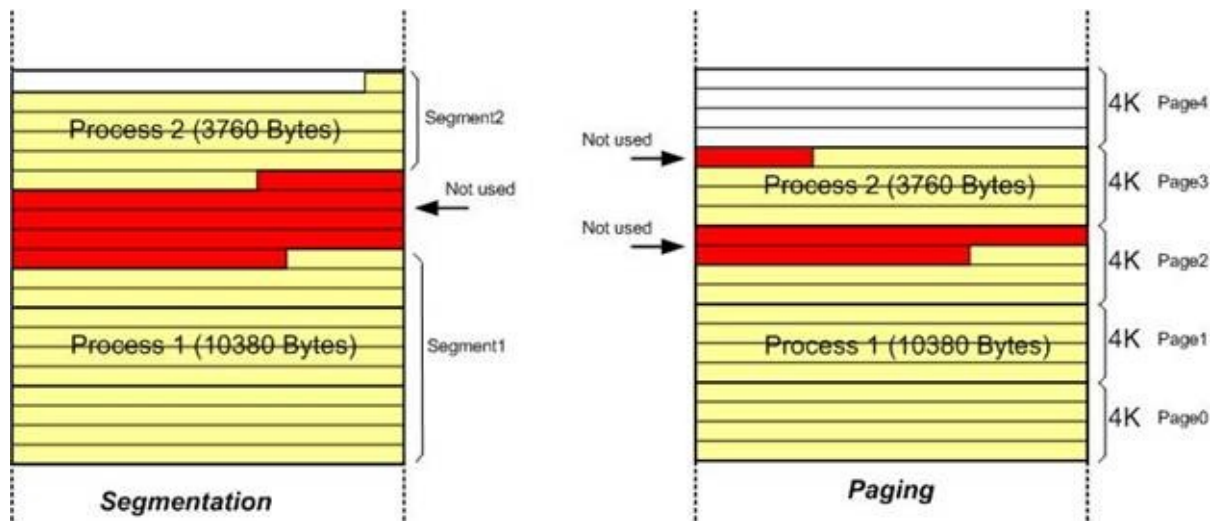 Process 2 (3760 Bytes)
Segment2
Not used
Process 1 (10380 Bytes)
Segment1
Segmentation
4K Page4
Not used
Process 2 (3760 Bytes)
4K Page3
Not used
4K Page2
Process 1 (10380 Bytes)
4K Page1
4K Page0
Paging